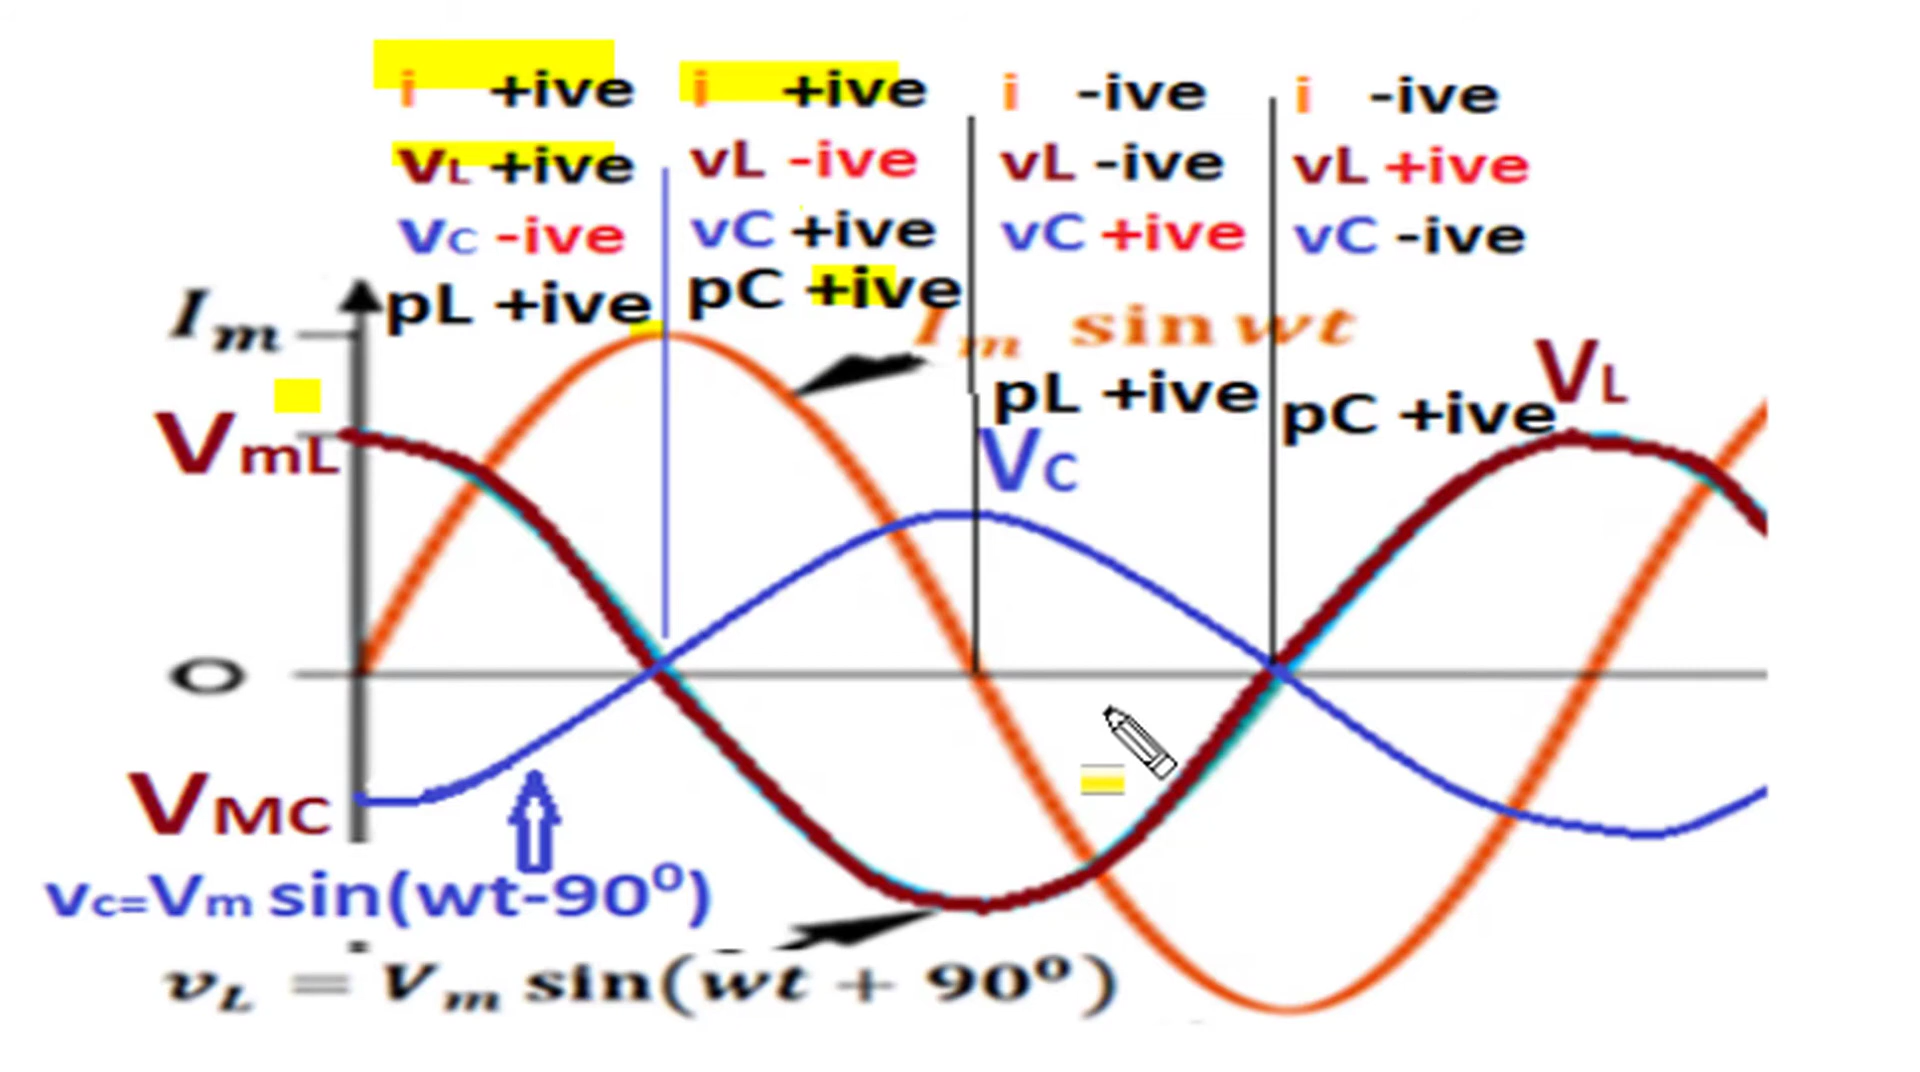 i +ive i +ive i -ive i -ive
VL +ive vL -ive vL -ive vL +ive
vC -ive vC +ive vC +ive vC -ive
pL +ive pC +ive
Im Im sin wt
pL +ive pC +ive VL
VmL VC
O
VMC
vc=Vm sin(wt-90⁰)
vL = Vm sin(wt + 90⁰)